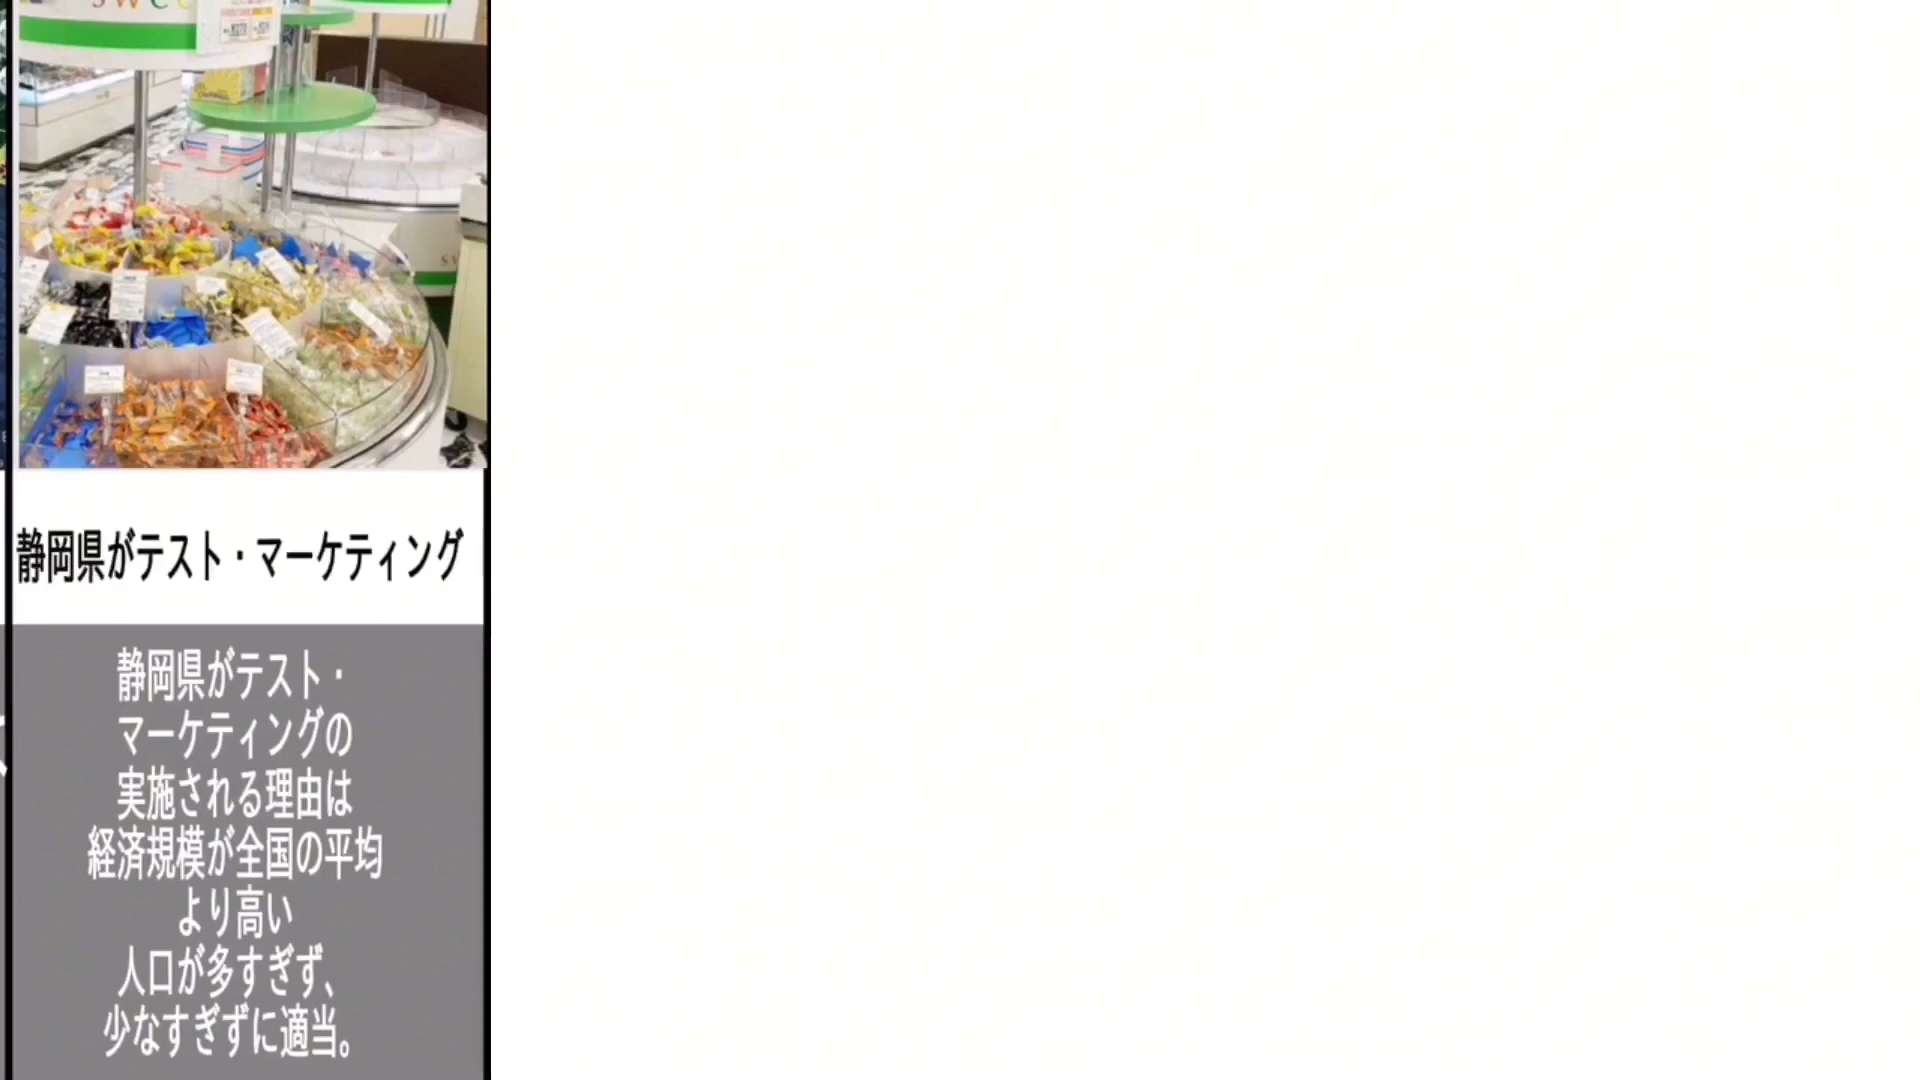 静岡県がテスト・マーケティング
静岡県がテスト・
マーケティングの
実施される理由は
経済規模が全国の平均
より高い
人口が多すぎず、
少なすぎずに適当。